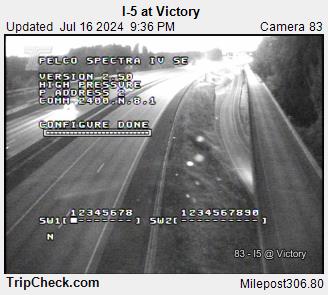 I-5 at Victory
Updated Jul 16 2024 9:36 PM Camera 83
PELCO SPECTRA IV SE
VERSION 2.50
HIGH PRESSURE
P ADDRESS 2
COMM 2400.N.8.1
CONFIGURE DONE
12345678 1234567890
SW1[■-------] SW2[----------]
N
83 - I5 @ Victory
TripCheck.com Milepost306.80